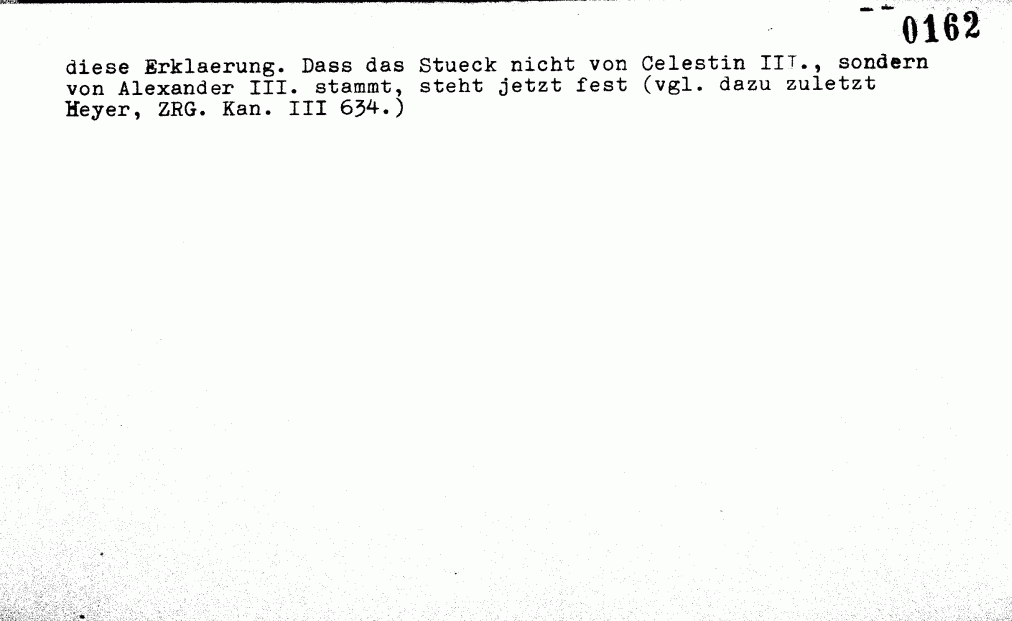 0162
diese Erklaerung. Dass das Stueck nicht von Celestin III., sondern
von Alexander III. stammt, steht jetzt fest (vgl. dazu zuletzt
Heyer, ZRG. Kan. III 634.)